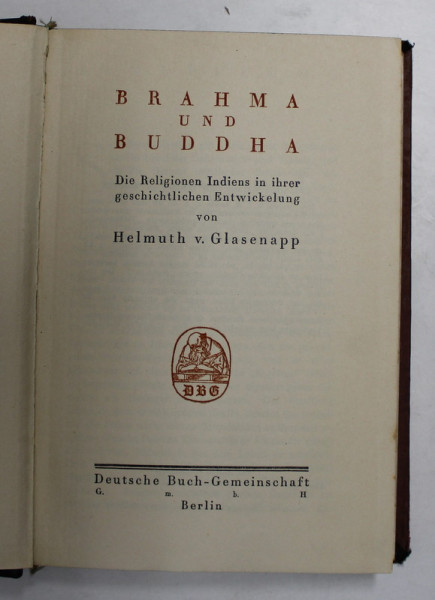 BRAHMA
UND
BUDDHA
Die Religionen Indiens in ihrer
geschichtlichen Entwickelung
von
Helmuth v. Glasenapp
DBG
Deutsche Buch-Gemeinschaft
G. m. b. H
Berlin